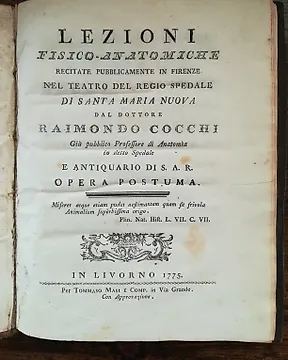 LEZIONI
FISICO-ANATOMICHE
RECITATE PUBBLICAMENTE IN FIRENZE
NEL TEATRO DEL REGIO SPEDALE
DI SANTA MARIA NUOVA
DAL DOTTORE
RAIMONDO COCCHI
Già pubblico Professore di Anatomia
in detto Spedale
E ANTIQUARIO DI S. A. R.
OPERA POSTUMA.
Miseret atque etiam pudet aestimantem quam sit frivola
Animalium superbissimi origo.
Plin. Nat. Hist. L. VII. C. VII.
IN LIVORNO 1775.
Per Tommaso Masi e Comp. in Via Grande.
Con Approvazione.